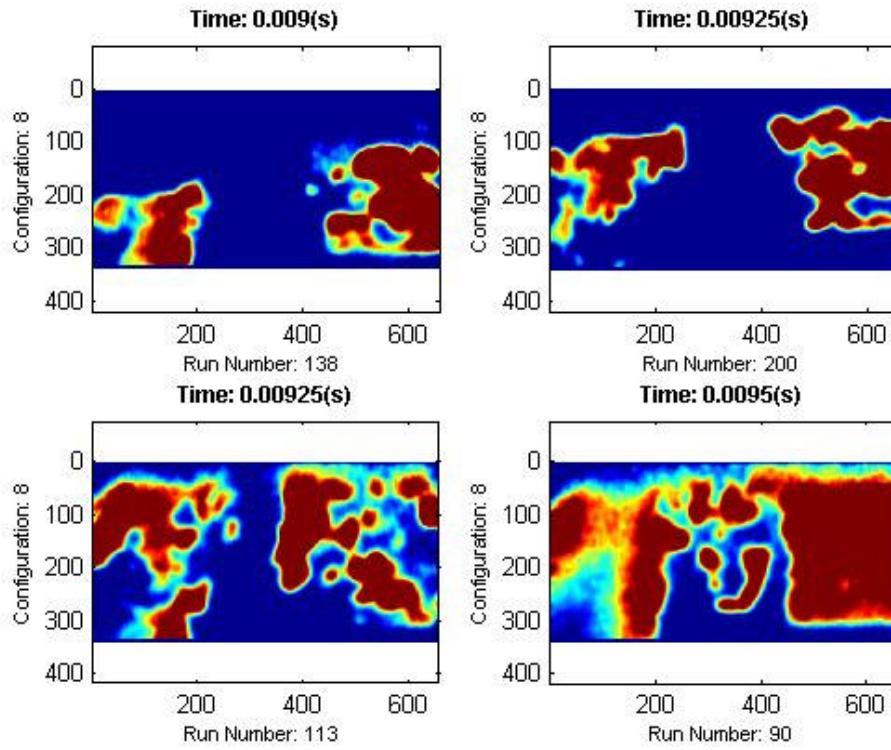 Time: 0.009(s)
Configuration: 8
0
100
200
300
400
200 400 600
Run Number: 138
Time: 0.00925(s)
Configuration: 8
0
100
200
300
400
200 400 600
Run Number: 200
Time: 0.00925(s)
Configuration: 8
0
100
200
300
400
200 400 600
Run Number: 113
Time: 0.0095(s)
Configuration: 8
0
100
200
300
400
200 400 600
Run Number: 90